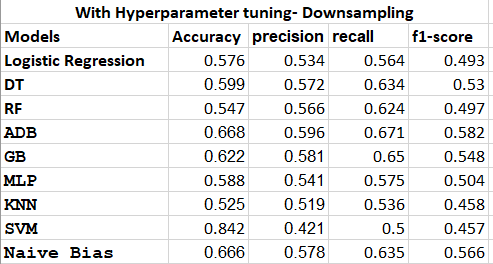 With Hyperparameter tuning- Downsampling
Models Accuracy precision recall f1-score
Logistic Regression 0.576 0.534 0.564 0.493
DT 0.599 0.572 0.634 0.53
RF 0.547 0.566 0.624 0.497
ADB 0.668 0.596 0.671 0.582
GB 0.622 0.581 0.65 0.548
MLP 0.588 0.541 0.575 0.504
KNN 0.525 0.519 0.536 0.458
SVM 0.842 0.421 0.5 0.457
Naive Bias 0.666 0.578 0.635 0.566